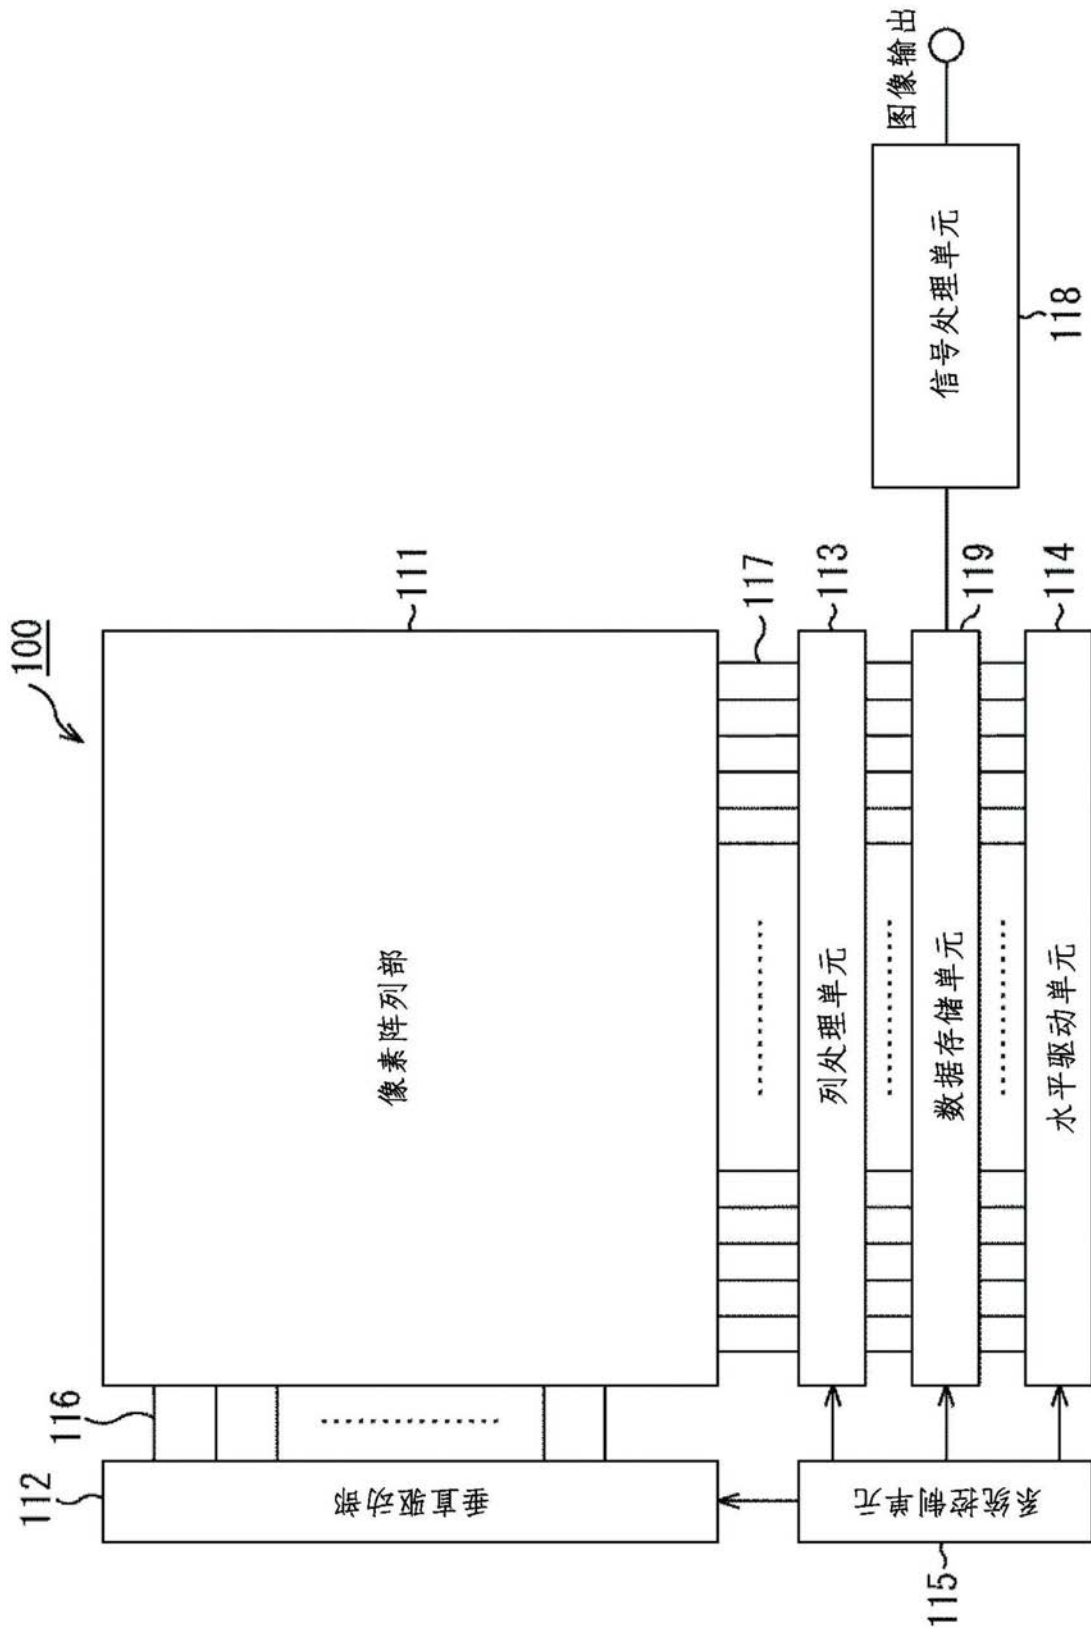 100
112
116
111
垂直驱动部
像素阵列部
117
113
列处理单元
119
数据存储单元
114
水平驱动单元
115
系统控制单元
信号处理单元
118
图像输出